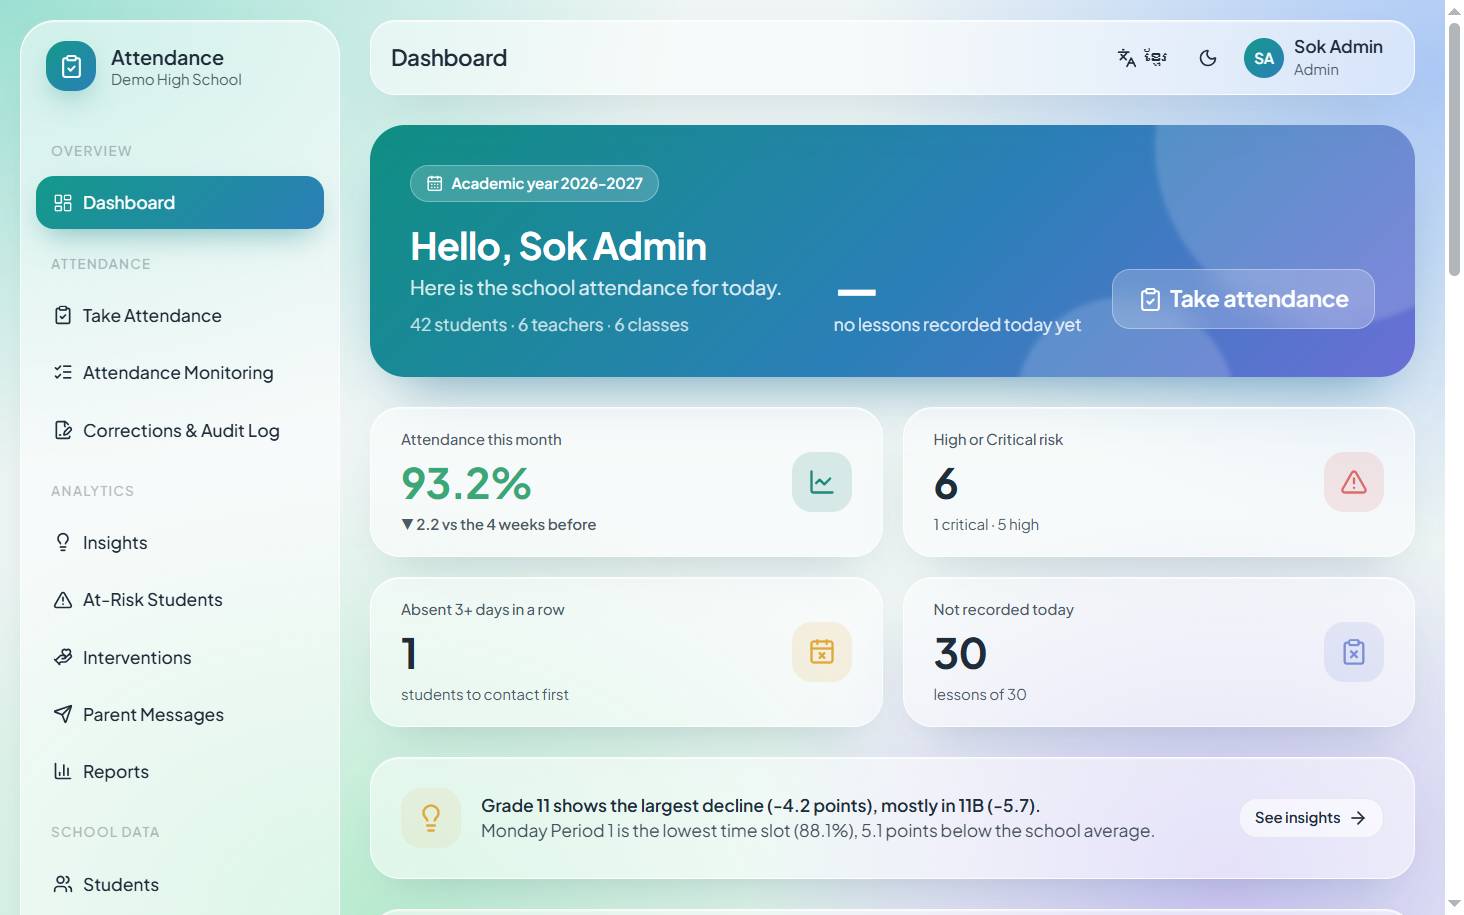 Attendance
Demo High School
OVERVIEW
Dashboard
ATTENDANCE
Take Attendance
Attendance Monitoring
Corrections & Audit Log
ANALYTICS
Insights
At-Risk Students
Interventions
Parent Messages
Reports
SCHOOL DATA
Students
Dashboard
ខ្មែរ
SA
Sok Admin
Admin
Academic year 2026–2027
Hello, Sok Admin
Here is the school attendance for today.
42 students · 6 teachers · 6 classes
—
no lessons recorded today yet
Take attendance
Attendance this month
93.2%
▼ 2.2 vs the 4 weeks before
High or Critical risk
6
1 critical · 5 high
Absent 3+ days in a row
1
students to contact first
Not recorded today
30
lessons of 30
Grade 11 shows the largest decline (-4.2 points), mostly in 11B (-5.7).
Monday Period 1 is the lowest time slot (88.1%), 5.1 points below the school average.
See insights